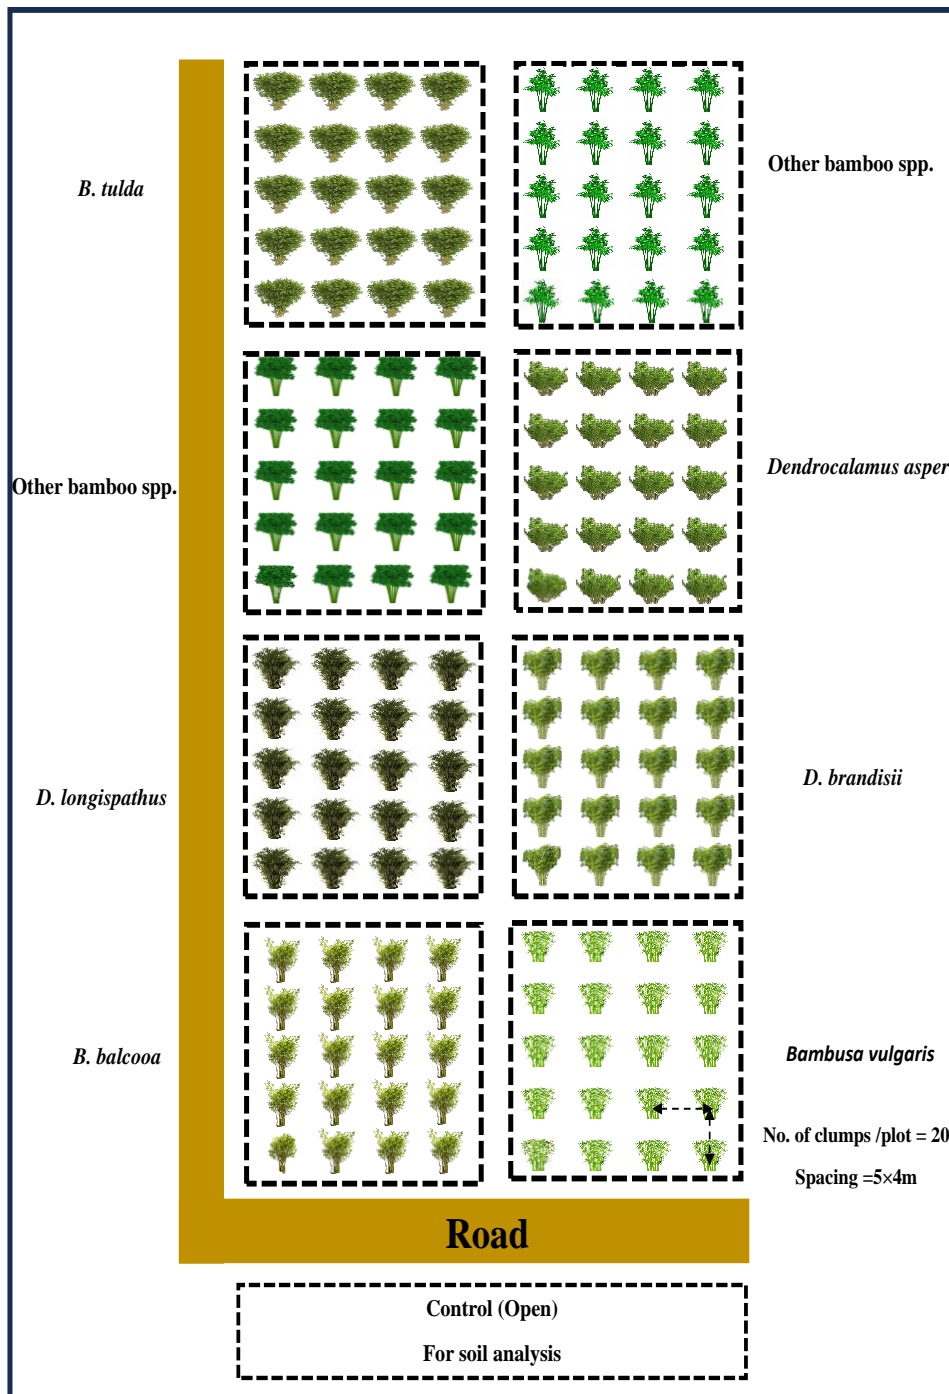 B. tulda
Other bamboo spp.
Other bamboo spp.
Dendrocalamus asper
D. longispathus
D. brandisii
B. balcooa
Bambusa vulgaris
No. of clumps /plot = 20
Spacing =5×4m
Road
Control (Open)
For soil analysis